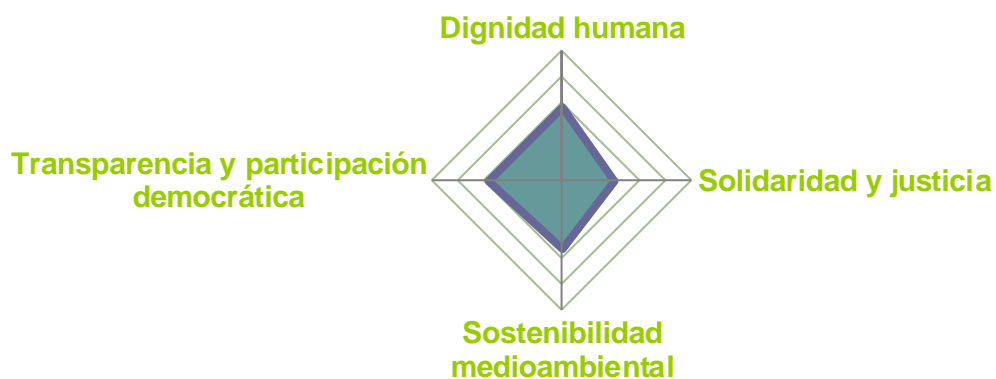 Dignidad humana
Transparencia y participación
democrática
Solidaridad y justicia
Sostenibilidad
medioambiental